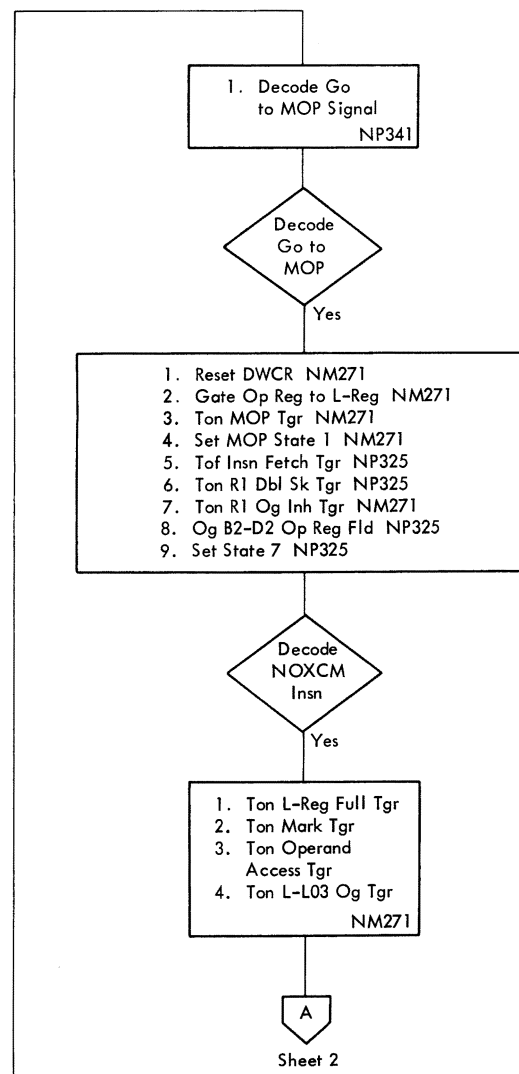 1. Decode Go
to MOP Signal
NP341
Decode
Go to
MOP
Yes
1. Reset DWCR NM271
2. Gate Op Reg to L-Reg NM271
3. Ton MOP Tgr NM271
4. Set MOP State 1 NM271
5. Tof Insn Fetch Tgr NP325
6. Ton R1 Dbl Sk Tgr NP325
7. Ton R1 Og Inh Tgr NM271
8. Og B2-D2 Op Reg Fld NP325
9. Set State 7 NP325
Decode
NOXCM
Insn
Yes
1. Ton L-Reg Full Tgr
2. Ton Mark Tgr
3. Ton Operand
Access Tgr
4. Ton L-L03 Og Tgr
NM271
A
Sheet 2